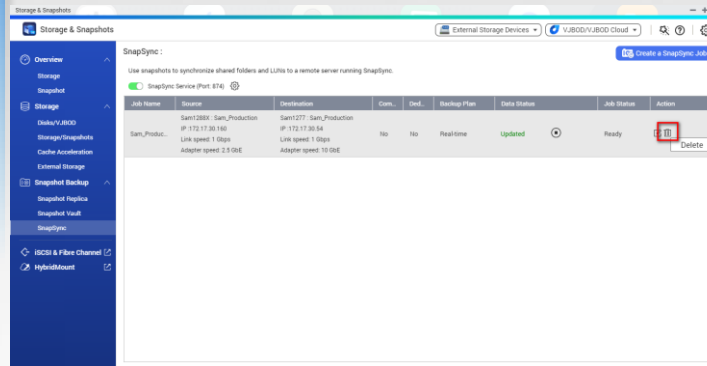 Storage & Snapshots
Storage & Snapshots
External Storage Devices
VJBOD/VJBOD Cloud
Overview
Storage
Snapshot
Storage
Disks/VJBOD
Storage/Snapshots
Cache Acceleration
External Storage
Snapshot Backup
Snapshot Replica
Snapshot Vault
SnapSync
iSCSI & Fibre Channel
HybridMount
SnapSync :
Create a SnapSync Job
Use snapshots to synchronize shared folders and LUNs to a remote server running SnapSync.
SnapSync Service (Port: 874)
Job Name Source Destination Com... Ded... Backup Plan Data Status Job Status Action
Sam_Produc... No No Real-time Updated Ready
Sam1288X : Sam_Production
IP :172.17.30.160
Link speed: 1 Gbps
Adapter speed: 2.5 GbE
Sam1277 : Sam_Production
IP :172.17.30.54
Link speed: 1 Gbps
Adapter speed: 10 GbE
Delete